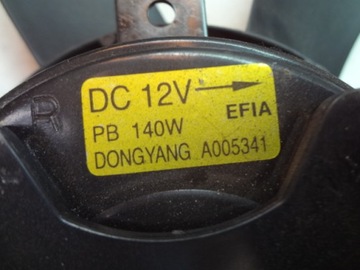 R
DC 12V →
EFIA
PB 140W
DONGYANG A005341